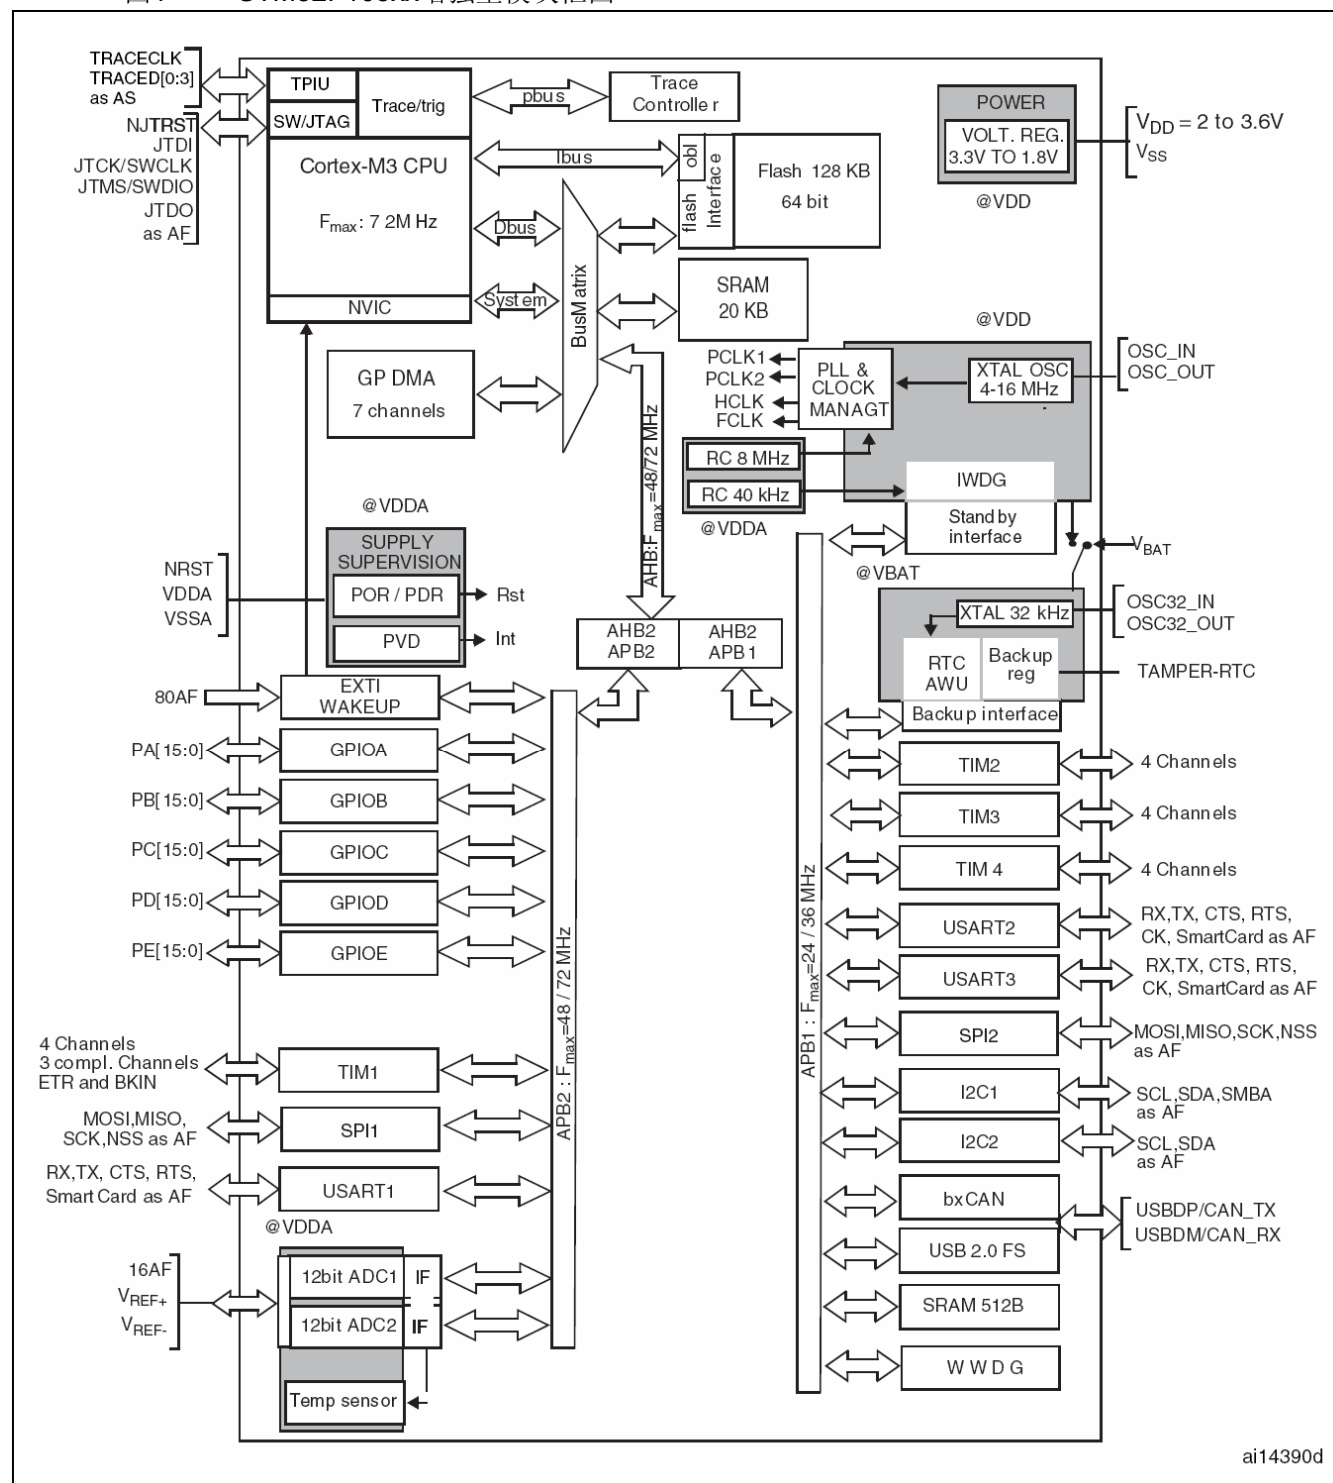 TRACECLK
TRACED[0:3]
as AS
NJTRST
JTDI
JTCK/SWCLK
JTMS/SWDIO
JTDO
as AF
TPIU
SW/JTAG
Trace/trig
pbus
Trace
Controller
Cortex-M3 CPU
Fmax: 7 2M Hz
NVIC
Ibus
Dbus
System
BusMatrix
obl
flash
Interface
Flash 128 KB
64 bit
SRAM
20 KB
POWER
VOLT. REG.
3.3V TO 1.8V
@VDD
VDD = 2 to 3.6V
VSS
GP DMA
7 channels
AHB:Fmax=48/72 MHz
PCLK1
PCLK2
HCLK
FCLK
PLL &
CLOCK
MANAGT
@VDD
XTAL OSC
4-16 MHz
OSC_IN
OSC_OUT
RC 8 MHz
RC 40 kHz
@VDDA
IWDG
Stand by
interface
VBAT
@VBAT
@VDDA
SUPPLY
SUPERVISION
POR / PDR
PVD
Rst
Int
NRST
VDDA
VSSA
AHB2
APB2
AHB2
APB1
XTAL 32 kHz
OSC32_IN
OSC32_OUT
RTC
AWU
Backup
reg
TAMPER-RTC
Backup interface
80AF
EXTI
WAKEUP
PA[15:0]
GPIOA
PB[15:0]
GPIOB
PC[15:0]
GPIOC
PD[15:0]
GPIOD
PE[15:0]
GPIOE
4 Channels
3 compl. Channels
ETR and BKIN
TIM1
MOSI,MISO,
SCK,NSS as AF
SPI1
RX,TX, CTS, RTS,
Smart Card as AF
USART1
@VDDA
16AF
VREF+
VREF-
12bit ADC1
IF
12bit ADC2
IF
Temp sensor
APB2 : Fmax=48 / 72 MHz
APB1 : Fmax=24 / 36 MHz
TIM2
4 Channels
TIM3
4 Channels
TIM 4
4 Channels
USART2
RX,TX, CTS, RTS,
CK, SmartCard as AF
USART3
RX,TX, CTS, RTS,
CK, SmartCard as AF
SPI2
MOSI,MISO,SCK,NSS
as AF
I2C1
SCL,SDA,SMBA
as AF
I2C2
SCL,SDA
as AF
bxCAN
USB 2.0 FS
USBDP/CAN_TX
USBDM/CAN_RX
SRAM 512B
W W D G
ai14390d